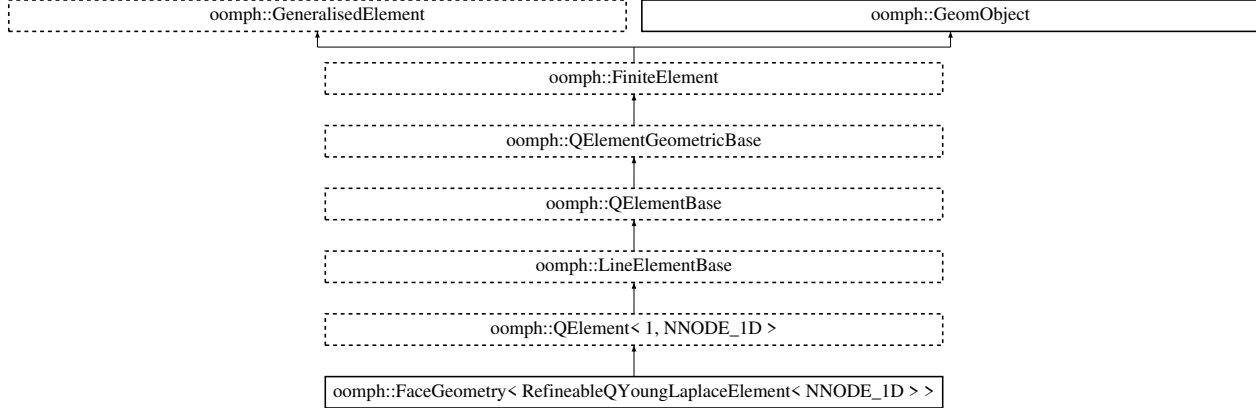 oomph::GeneralisedElement
oomph::GeomObject
oomph::FiniteElement
oomph::QElementGeometricBase
oomph::QElementBase
oomph::LineElementBase
oomph::QElement< 1, NNODE_1D >
oomph::FaceGeometry< RefineableQYoungLaplaceElement< NNODE_1D > >